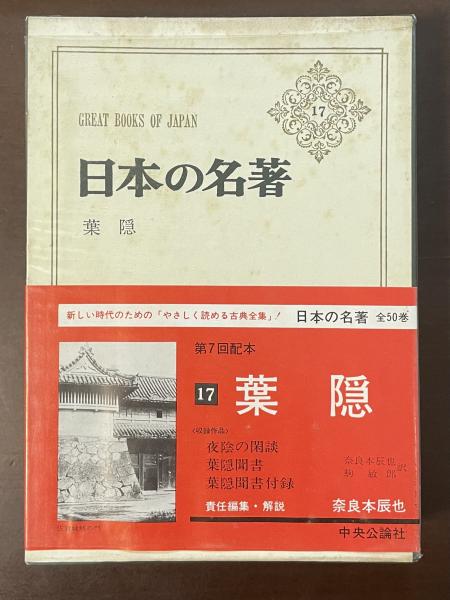 GREAT BOOKS OF JAPAN
17
日本の名著
葉隠
新しい時代のための「やさしく読める古典全集」！
日本の名著 全50巻
第7回配本
17 葉隠
〈収録作品〉
夜陰の閑談
葉隠聞書
葉隠聞書付録
奈良本辰也
駒敏郎 訳
責任編集・解説 奈良本辰也
中央公論社